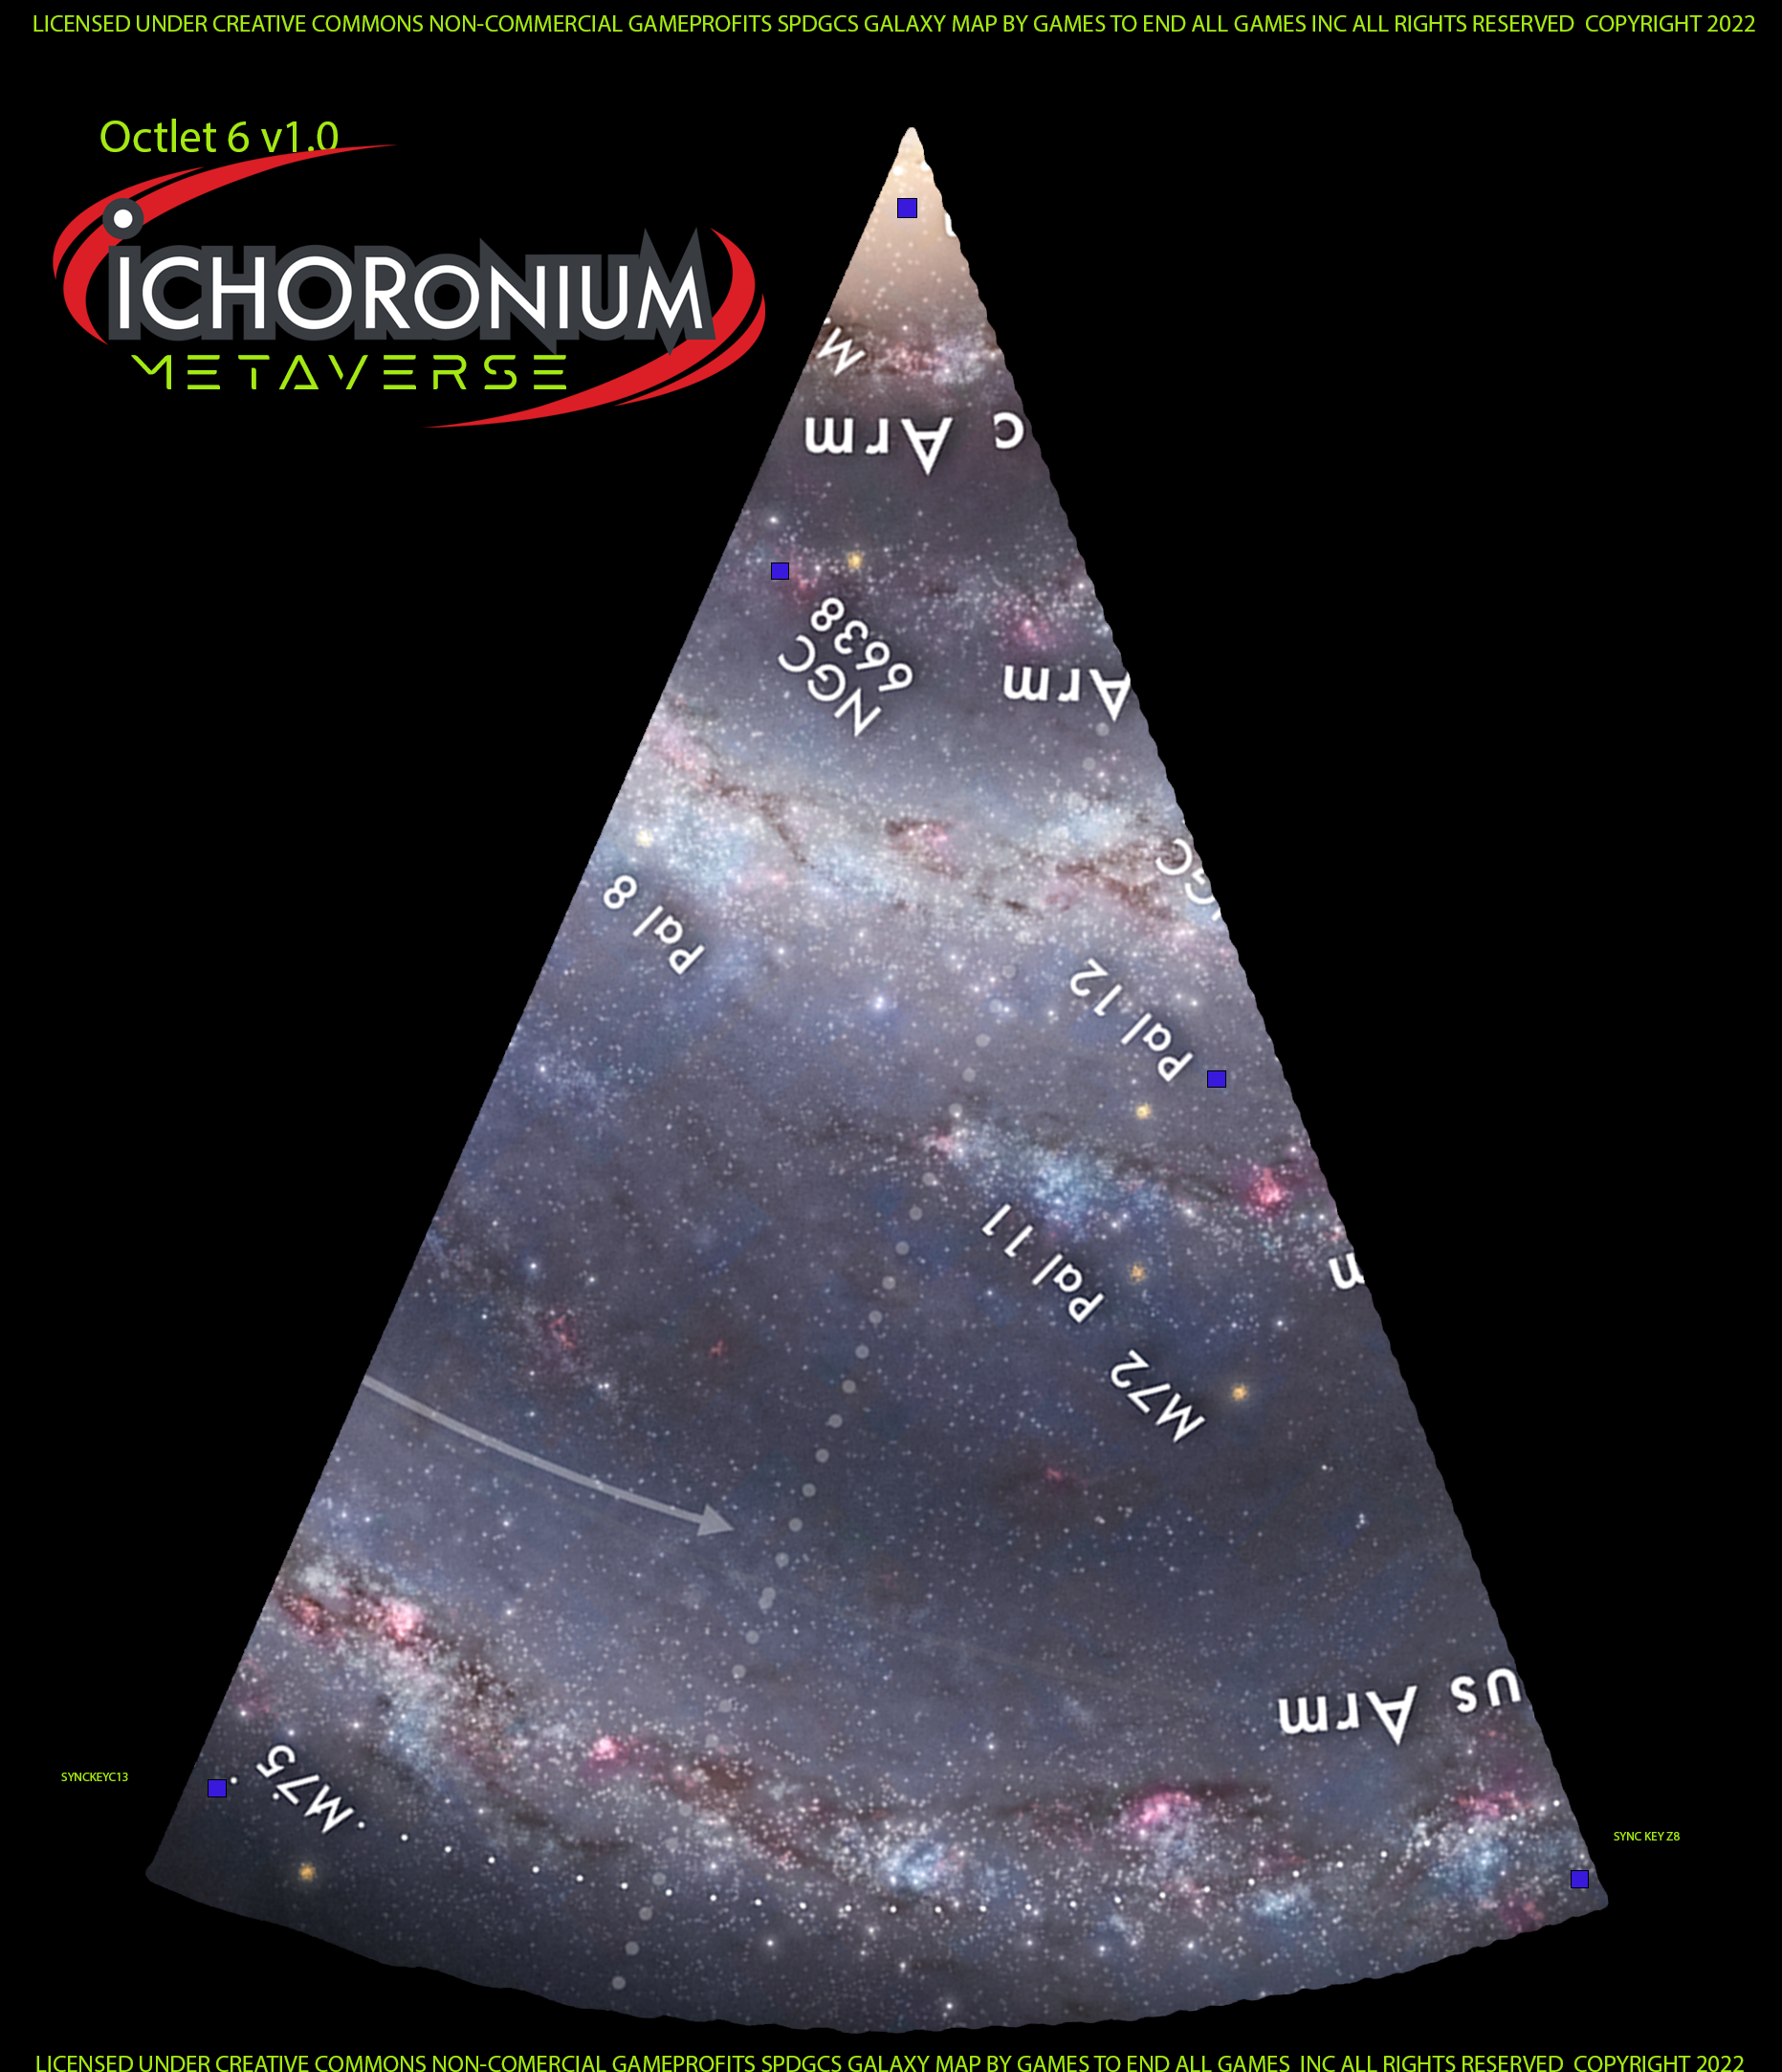 LICENSED UNDER CREATIVE COMMONS NON-COMMERCIAL GAMEPROFITS SPDGCS GALAXY MAP BY GAMES TO END ALL GAMES INC ALL RIGHTS RESERVED COPYRIGHT 2022
Octlet 6 v1.0
ICHORONIUM
METAVERSE
M
c Arm
NGC
6638
Arm
NGC
Pal 8
Pal 12
Pal 11
m
M72
us Arm
M75
SYNCKEYC13
SYNC KEY Z8
LICENSED UNDER CREATIVE COMMONS NON-COMERCIAL GAMEPROFITS SPDGCS GALAXY MAP BY GAMES TO END ALL GAMES INC ALL RIGHTS RESERVED COPYRIGHT 2022